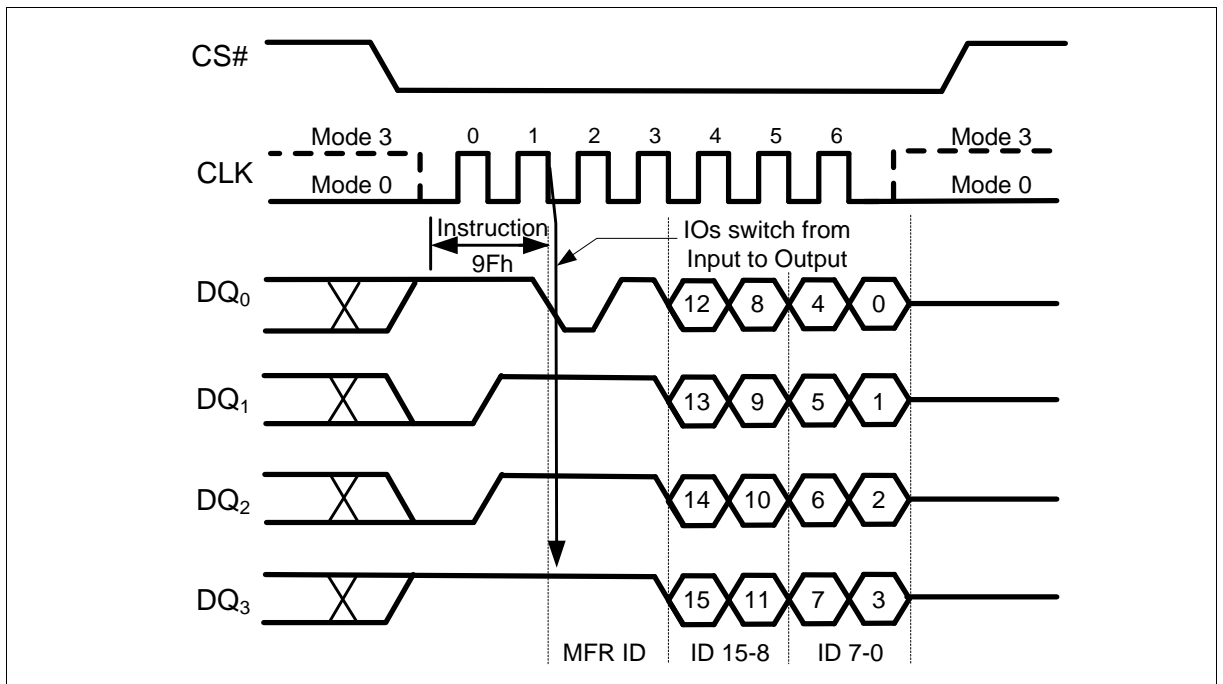 CS#
Mode 3 0 1 2 3 4 5 6 Mode 3
CLK
Mode 0 Mode 0
Instruction
9Fh
IOs switch from
Input to Output
DQ0 12 8 4 0
DQ1 13 9 5 1
DQ2 14 10 6 2
DQ3 15 11 7 3
MFR ID ID 15-8 ID 7-0